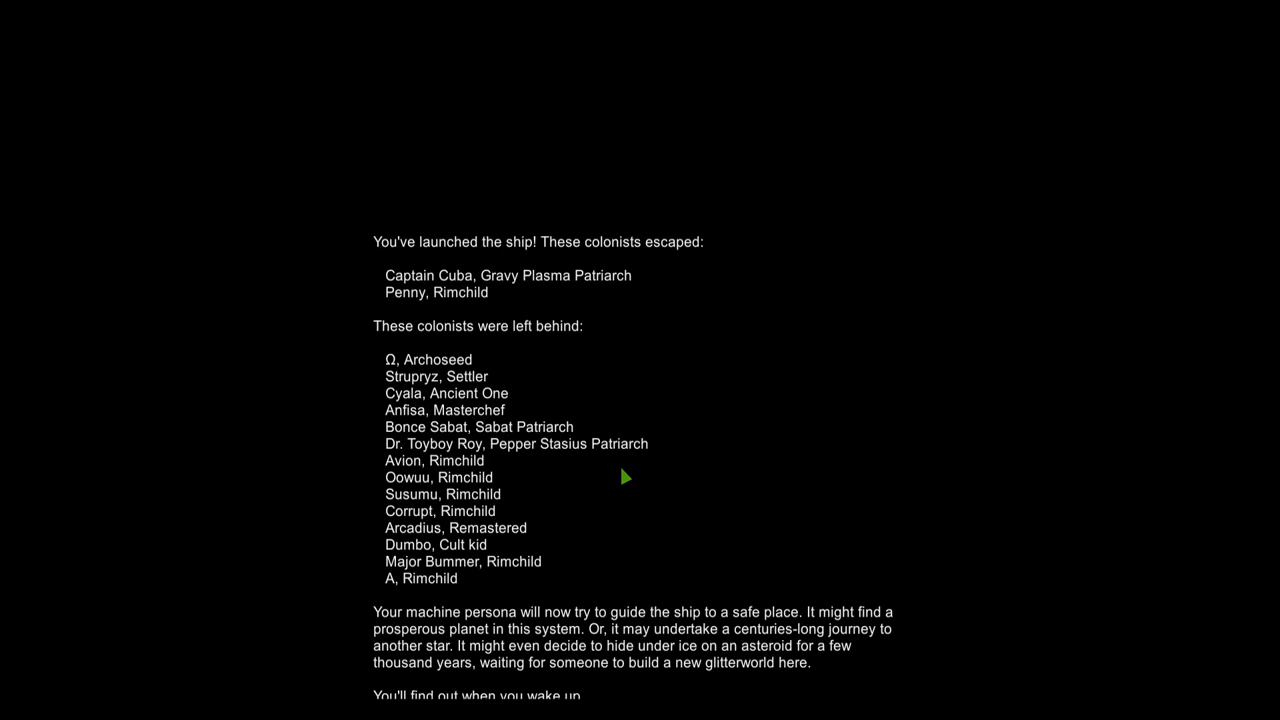 You've launched the ship! These colonists escaped:
Captain Cuba, Gravy Plasma Patriarch
Penny, Rimchild
These colonists were left behind:
Ω, Archoseed
Strupryz, Settler
Cyala, Ancient One
Anfisa, Masterchef
Bonce Sabat, Sabat Patriarch
Dr. Toyboy Roy, Pepper Stasius Patriarch
Avion, Rimchild
Oowuu, Rimchild
Susumu, Rimchild
Corrupt, Rimchild
Arcadius, Remastered
Dumbo, Cult kid
Major Bummer, Rimchild
A, Rimchild
Your machine persona will now try to guide the ship to a safe place. It might find a
prosperous planet in this system. Or, it may undertake a centuries-long journey to
another star. It might even decide to hide under ice on an asteroid for a few
thousand years, waiting for someone to build a new glitterworld here.
You'll find out when you wake up